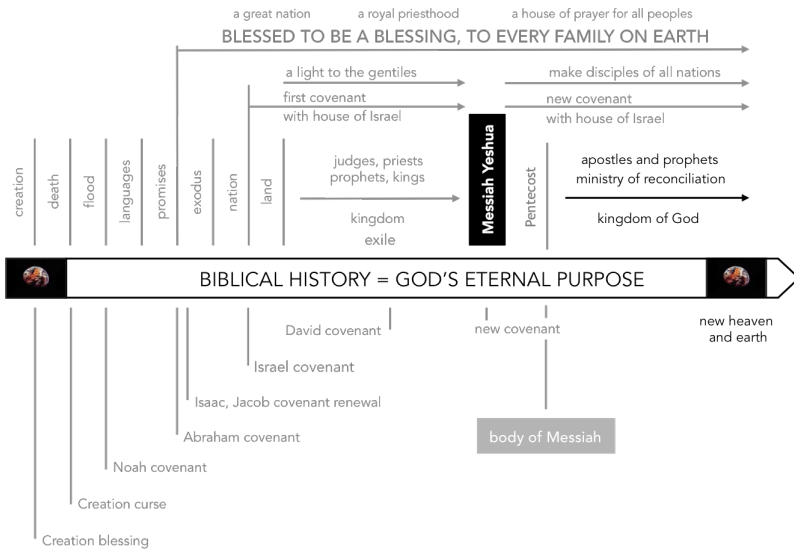 a great nation
a royal priesthood
a house of prayer for all peoples
BLESSED TO BE A BLESSING, TO EVERY FAMILY ON EARTH
a light to the gentiles
make disciples of all nations
first covenant
with house of Israel
new covenant
with house of Israel
creation
death
flood
languages
promises
exodus
nation
land
judges, priests
prophets, kings
kingdom
exile
Messiah Yeshua
Pentecost
apostles and prophets
ministry of reconciliation
kingdom of God
BIBLICAL HISTORY = GOD'S ETERNAL PURPOSE
new heaven
and earth
David covenant
new covenant
Israel covenant
Isaac, Jacob covenant renewal
Abraham covenant
body of Messiah
Noah covenant
Creation curse
Creation blessing